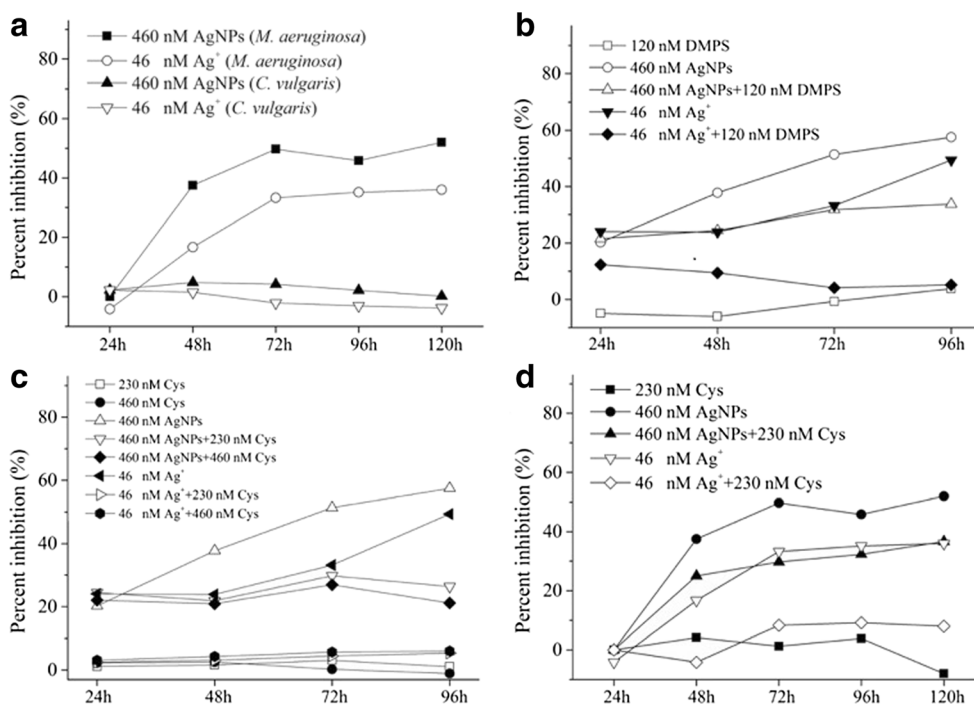 a
Percent inhibition (%)
80
60
40
20
0
460 nM AgNPs (M. aeruginosa)
46 nM Ag⁺ (M. aeruginosa)
460 nM AgNPs (C. vulgaris)
46 nM Ag⁺ (C. vulgaris)
24h 48h 72h 96h 120h
b
Percent inhibition (%)
80
60
40
20
0
120 nM DMPS
460 nM AgNPs
460 nM AgNPs+120 nM DMPS
46 nM Ag⁺
46 nM Ag⁺+120 nM DMPS
24h 48h 72h 96h
c
Percent inhibition (%)
80
60
40
20
0
230 nM Cys
460 nM Cys
460 nM AgNPs
460 nM AgNPs+230 nM Cys
460 nM AgNPs+460 nM Cys
46 nM Ag⁺
46 nM Ag⁺+230 nM Cys
46 nM Ag⁺+460 nM Cys
24h 48h 72h 96h
d
Percent inhibition (%)
80
60
40
20
0
230 nM Cys
460 nM AgNPs
460 nM AgNPs+230 nM Cys
46 nM Ag⁺
46 nM Ag⁺+230 nM Cys
24h 48h 72h 96h 120h